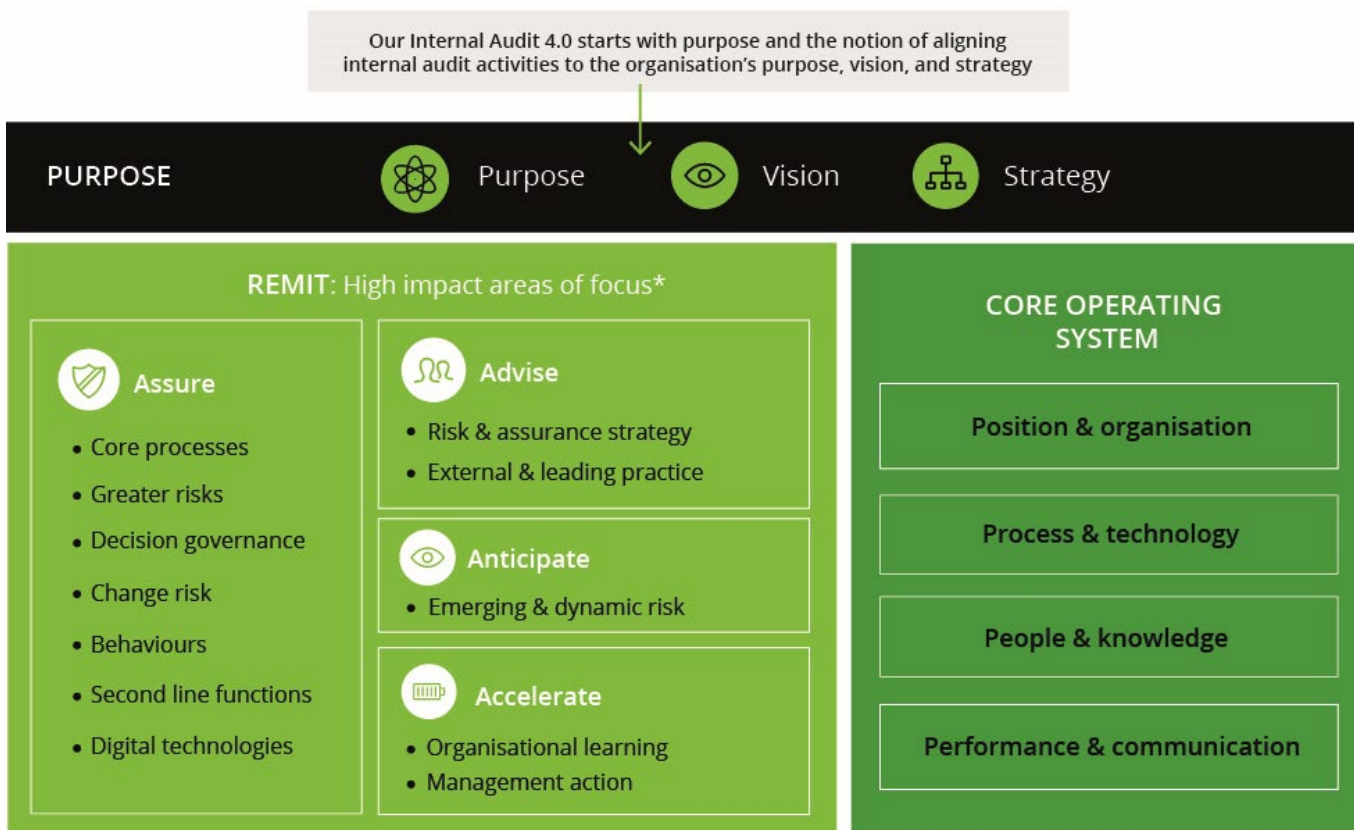 Our Internal Audit 4.0 starts with purpose and the notion of aligning
internal audit activities to the organisation's purpose, vision, and strategy
PURPOSE
Purpose
Vision
Strategy
REMIT: High impact areas of focus*
Assure
• Core processes
• Greater risks
• Decision governance
• Change risk
• Behaviours
• Second line functions
• Digital technologies
Advise
• Risk & assurance strategy
• External & leading practice
Anticipate
• Emerging & dynamic risk
Accelerate
• Organisational learning
• Management action
CORE OPERATING
SYSTEM
Position & organisation
Process & technology
People & knowledge
Performance & communication